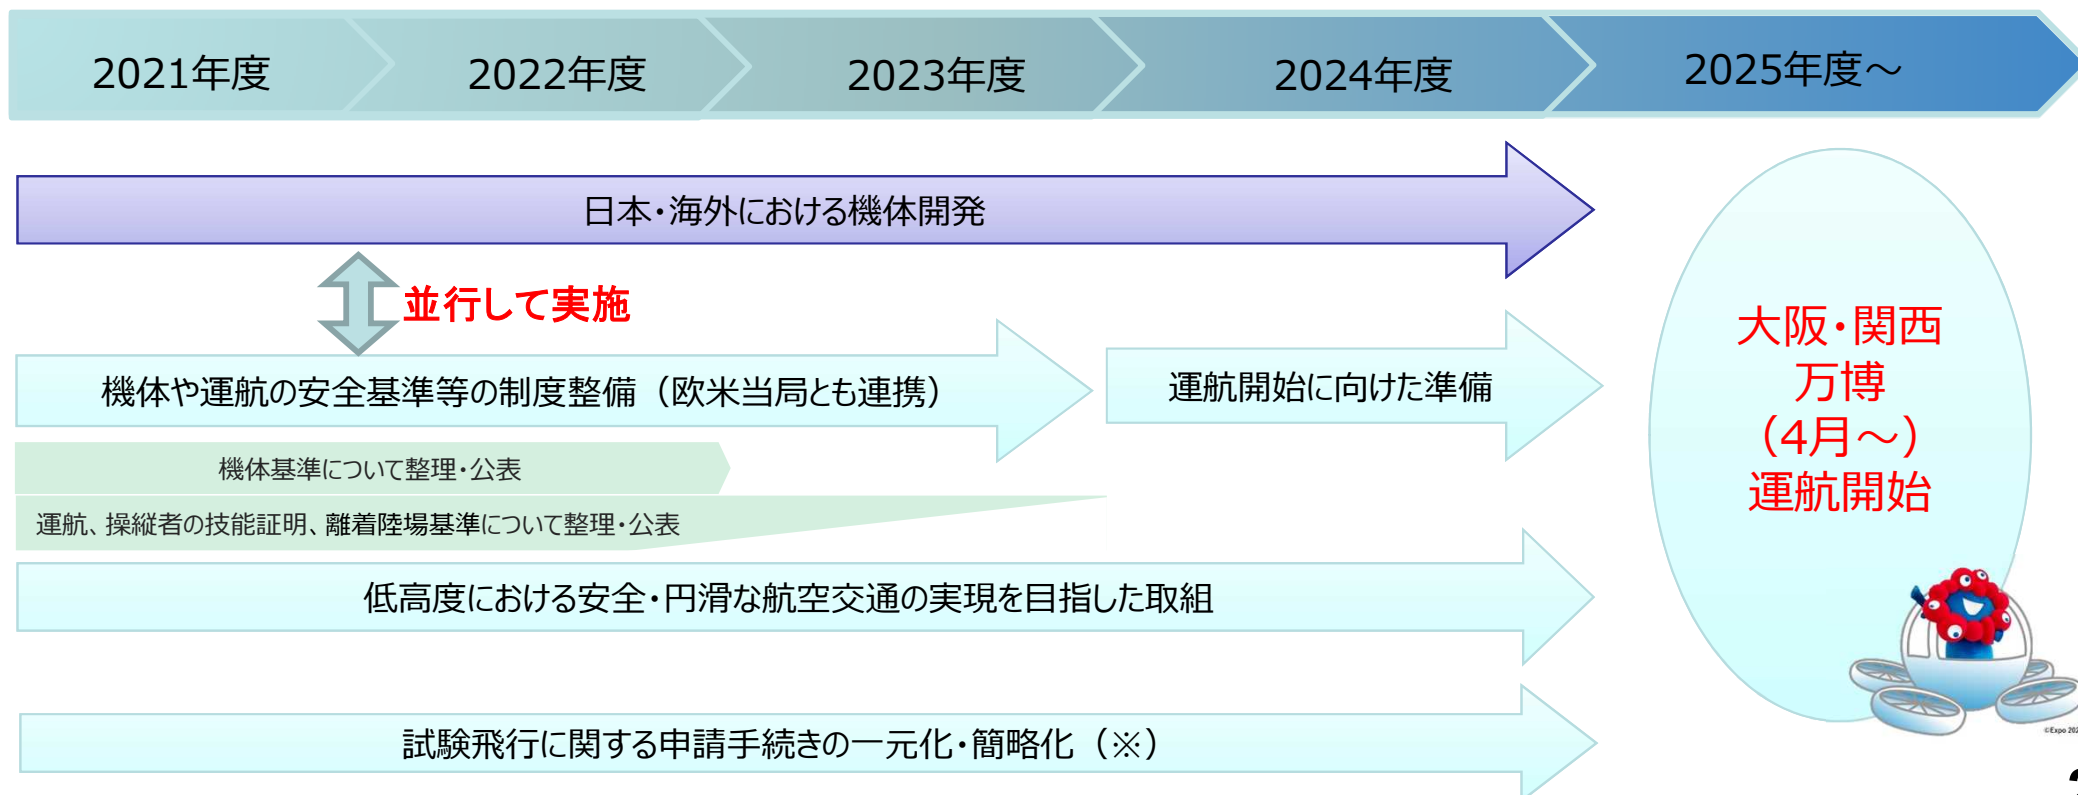 2021年度
2022年度
2023年度
2024年度
2025年度～
日本・海外における機体開発
並行して実施
機体や運航の安全基準等の制度整備（欧米当局とも連携）
運航開始に向けた準備
機体基準について整理・公表
運航、操縦者の技能証明、離着陸場基準について整理・公表
低高度における安全・円滑な航空交通の実現を目指した取組
試験飛行に関する申請手続きの一元化・簡略化（※）
大阪・関西
万博
（4月～）
運航開始
©Expo 202